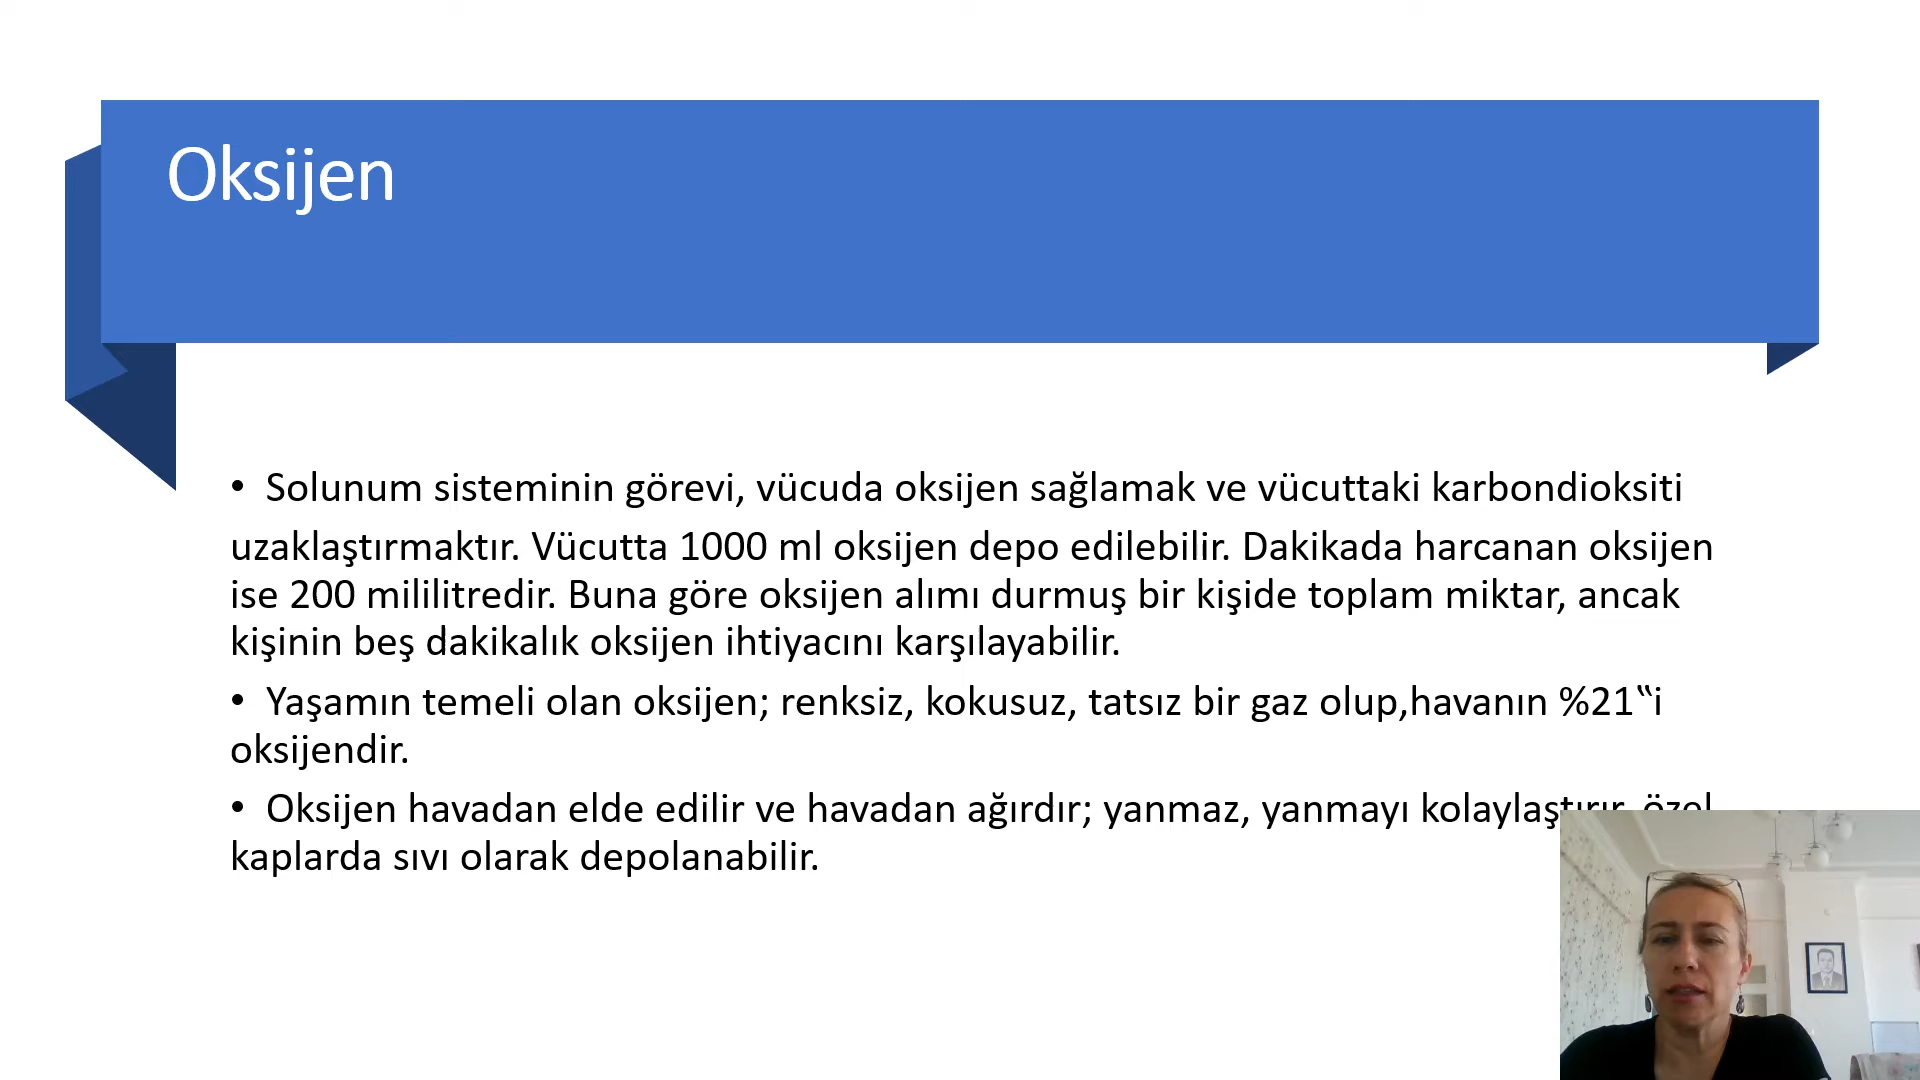 Oksijen
• Solunum sisteminin görevi, vücuda oksijen sağlamak ve vücuttaki karbondioksiti
uzaklaştırmaktır. Vücutta 1000 ml oksijen depo edilebilir. Dakikada harcanan oksijen
ise 200 mililitredir. Buna göre oksijen alımı durmuş bir kişide toplam miktar, ancak
kişinin beş dakikalık oksijen ihtiyacını karşılayabilir.
• Yaşamın temeli olan oksijen; renksiz, kokusuz, tatsız bir gaz olup,havanın %21‟i
oksijendir.
• Oksijen havadan elde edilir ve havadan ağırdır; yanmaz, yanmayı kolaylaştırır, özel
kaplarda sıvı olarak depolanabilir.